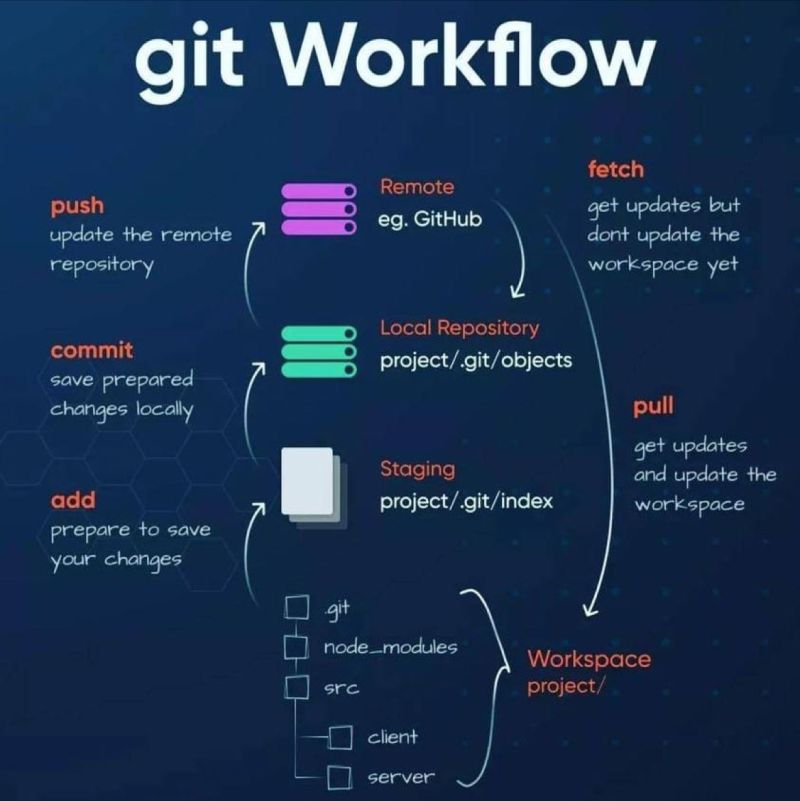 git Workflow
push
update the remote
repository
Remote
eg. GitHub
fetch
get updates but
dont update the
workspace yet
commit
save prepared
changes locally
Local Repository
project/.git/objects
pull
get updates
and update the
workspace
add
prepare to save
your changes
Staging
project/.git/index
.git
node_modules
src
client
server
Workspace
project/